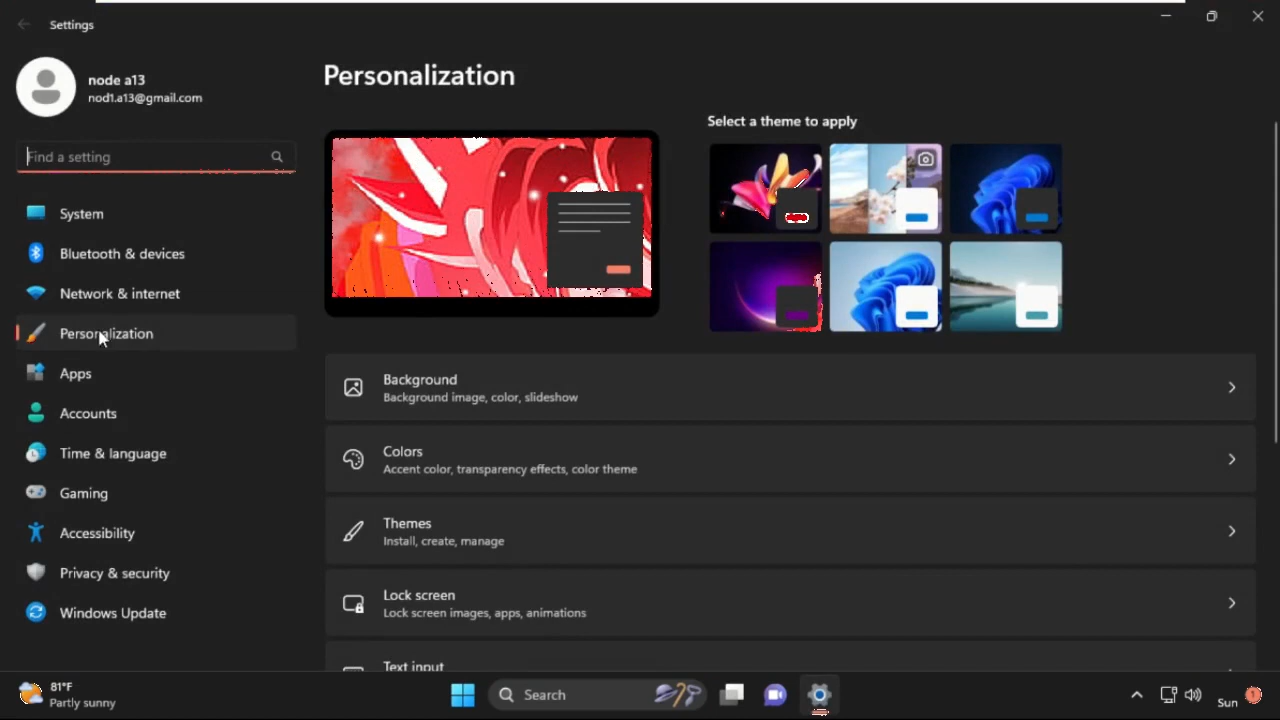 Settings
node a13
nod1.a13@gmail.com
Find a setting
System
Bluetooth & devices
Network & internet
Personalization
Apps
Accounts
Time & language
Gaming
Accessibility
Privacy & security
Windows Update
Personalization
Select a theme to apply
Background
Background image, color, slideshow
Colors
Accent color, transparency effects, color theme
Themes
Install, create, manage
Lock screen
Lock screen images, apps, animations
Text input
81°F
Partly sunny
Search
Sun
1